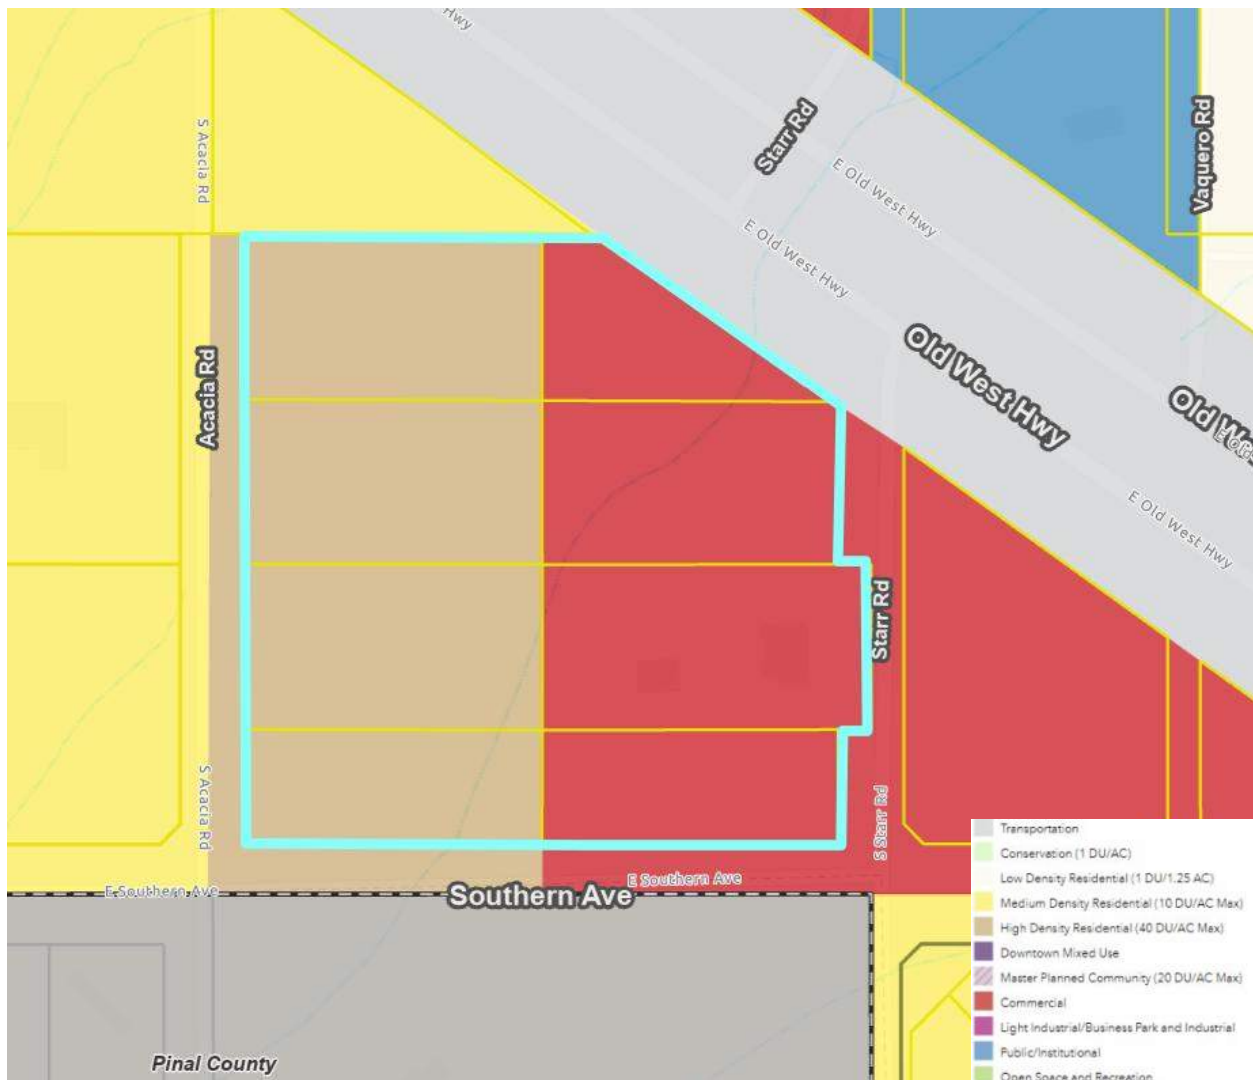 Hwy
S Acacia Rd
Starr Rd
Vaquero Rd
E Old West Hwy
E Old West Hwy
Acacia Rd
Old West Hwy
Old We
E Old
E Old West Hwy
Starr Rd
S Acacia Rd
S Starr Rd
E Southern Ave
Southern Ave
E Southern Ave
Pinal County
Transportation
Conservation (1 DU/AC)
Low Density Residential (1 DU/1.25 AC)
Medium Density Residential (10 DU/AC Max)
High Density Residential (40 DU/AC Max)
Downtown Mixed Use
Master Planned Community (20 DU/AC Max)
Commercial
Light Industrial/Business Park and Industrial
Public/Institutional
Open Space and Recreation